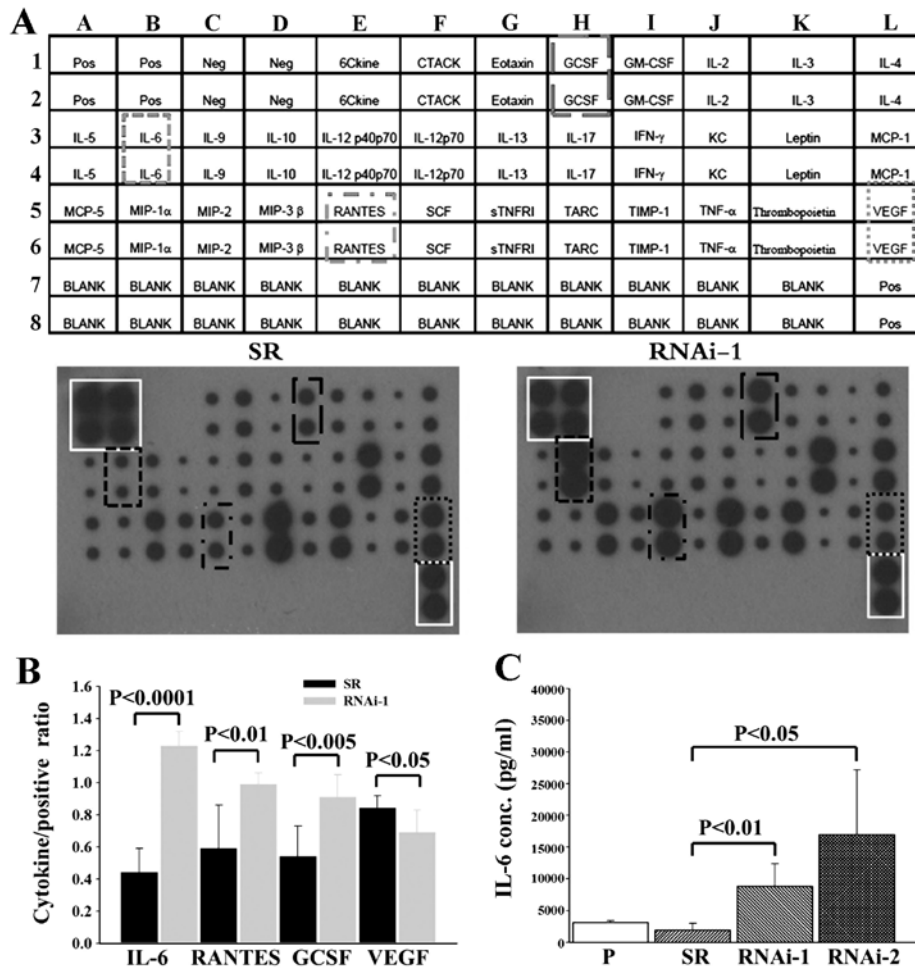 A
A B C D E F G H I J K L
1 Pos Pos Neg Neg 6Ckine CTACK Eotaxin GCSF GM-CSF IL-2 IL-3 IL-4
2 Pos Pos Neg Neg 6Ckine CTACK Eotaxin GCSF GM-CSF IL-2 IL-3 IL-4
3 IL-5 IL-6 IL-9 IL-10 IL-12 p40p70 IL-12p70 IL-13 IL-17 IFN-γ KC Leptin MCP-1
4 IL-5 IL-6 IL-9 IL-10 IL-12 p40p70 IL-12p70 IL-13 IL-17 IFN-γ KC Leptin MCP-1
5 MCP-5 MIP-1α MIP-2 MIP-3 β RANTES SCF sTNFRI TARC TIMP-1 TNF-α Thrombopoietin VEGF
6 MCP-5 MIP-1α MIP-2 MIP-3 β RANTES SCF sTNFRI TARC TIMP-1 TNF-α Thrombopoietin VEGF
7 BLANK BLANK BLANK BLANK BLANK BLANK BLANK BLANK BLANK BLANK BLANK Pos
8 BLANK BLANK BLANK BLANK BLANK BLANK BLANK BLANK BLANK BLANK BLANK Pos
SR RNAi-1
B
SR
RNAi-1
P<0.0001
P<0.01
P<0.005
P<0.05
Cytokine/positive ratio
1.6
1.4
1.2
1.0
0.8
0.6
0.4
0.2
0.0
IL-6 RANTES GCSF VEGF
C
IL-6 conc. (pg/ml)
40000
35000
30000
25000
20000
15000
10000
5000
0
P<0.05
P<0.01
P SR RNAi-1 RNAi-2